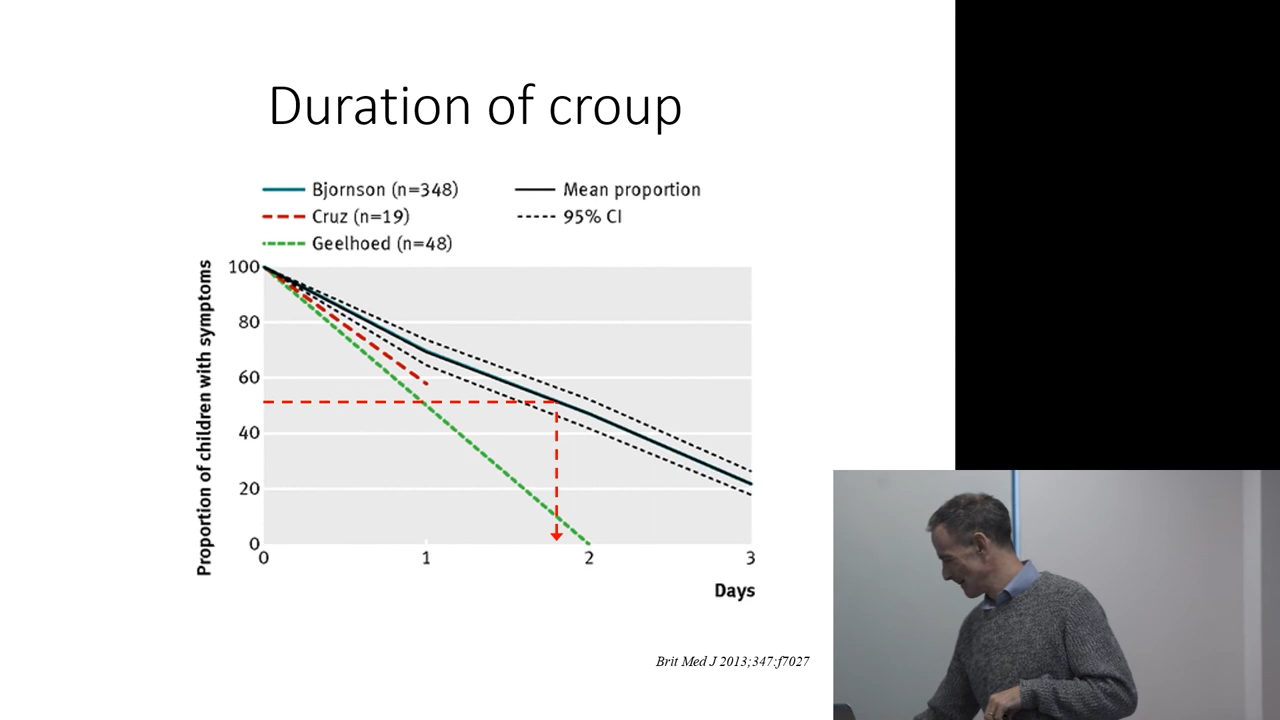 Duration of croup
Bjornson (n=348)
Mean proportion
Cruz (n=19)
95% CI
Geelhoed (n=48)
Proportion of children with symptoms
100
80
60
40
20
0
0 1 2 3
Days
Brit Med J 2013;347:f7027